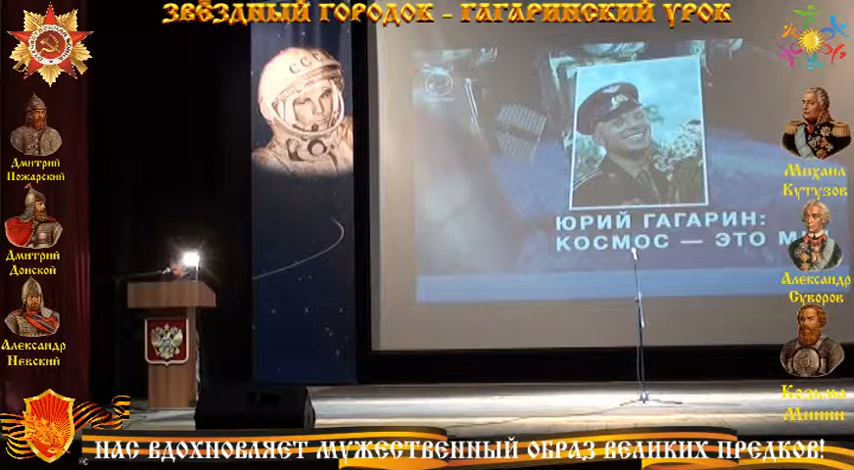 ЗВЁЗДНЫЙ ГОРОДОК - ГАГАРИНСКИЙ УРОК
СССР
ЮРИЙ ГАГАРИН:
КОСМОС — ЭТО
Дмитрий
Пожарский
Дмитрий
Донской
Александр
Невский
Михаил
Кутузов
Александр
Суворов
Козьма
Минин
НАС ВДОХНОВЛЯЕТ МУЖЕСТВЕННЫЙ ОБРАЗ ВЕЛИКИХ ПРЕДКОВ!